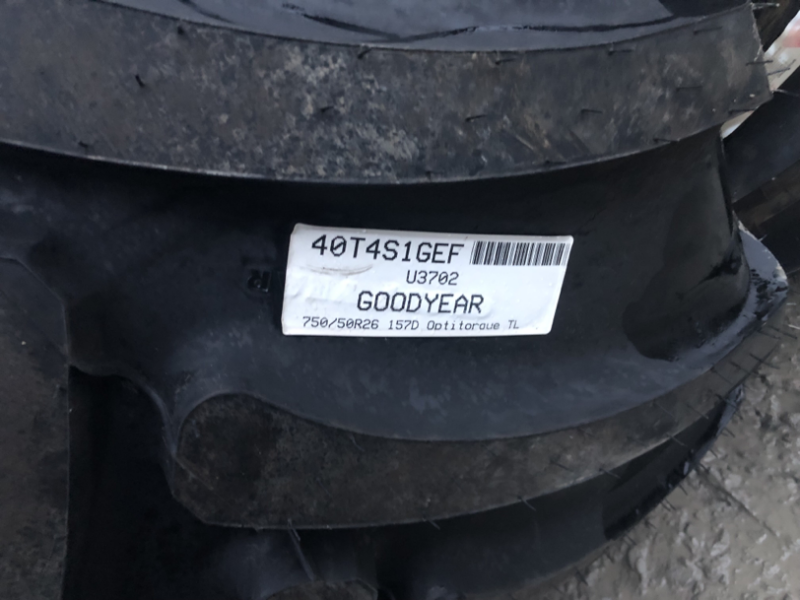 40T4S1GEF
U3702
GOODYEAR
750/50R26 157D Optitorque TL